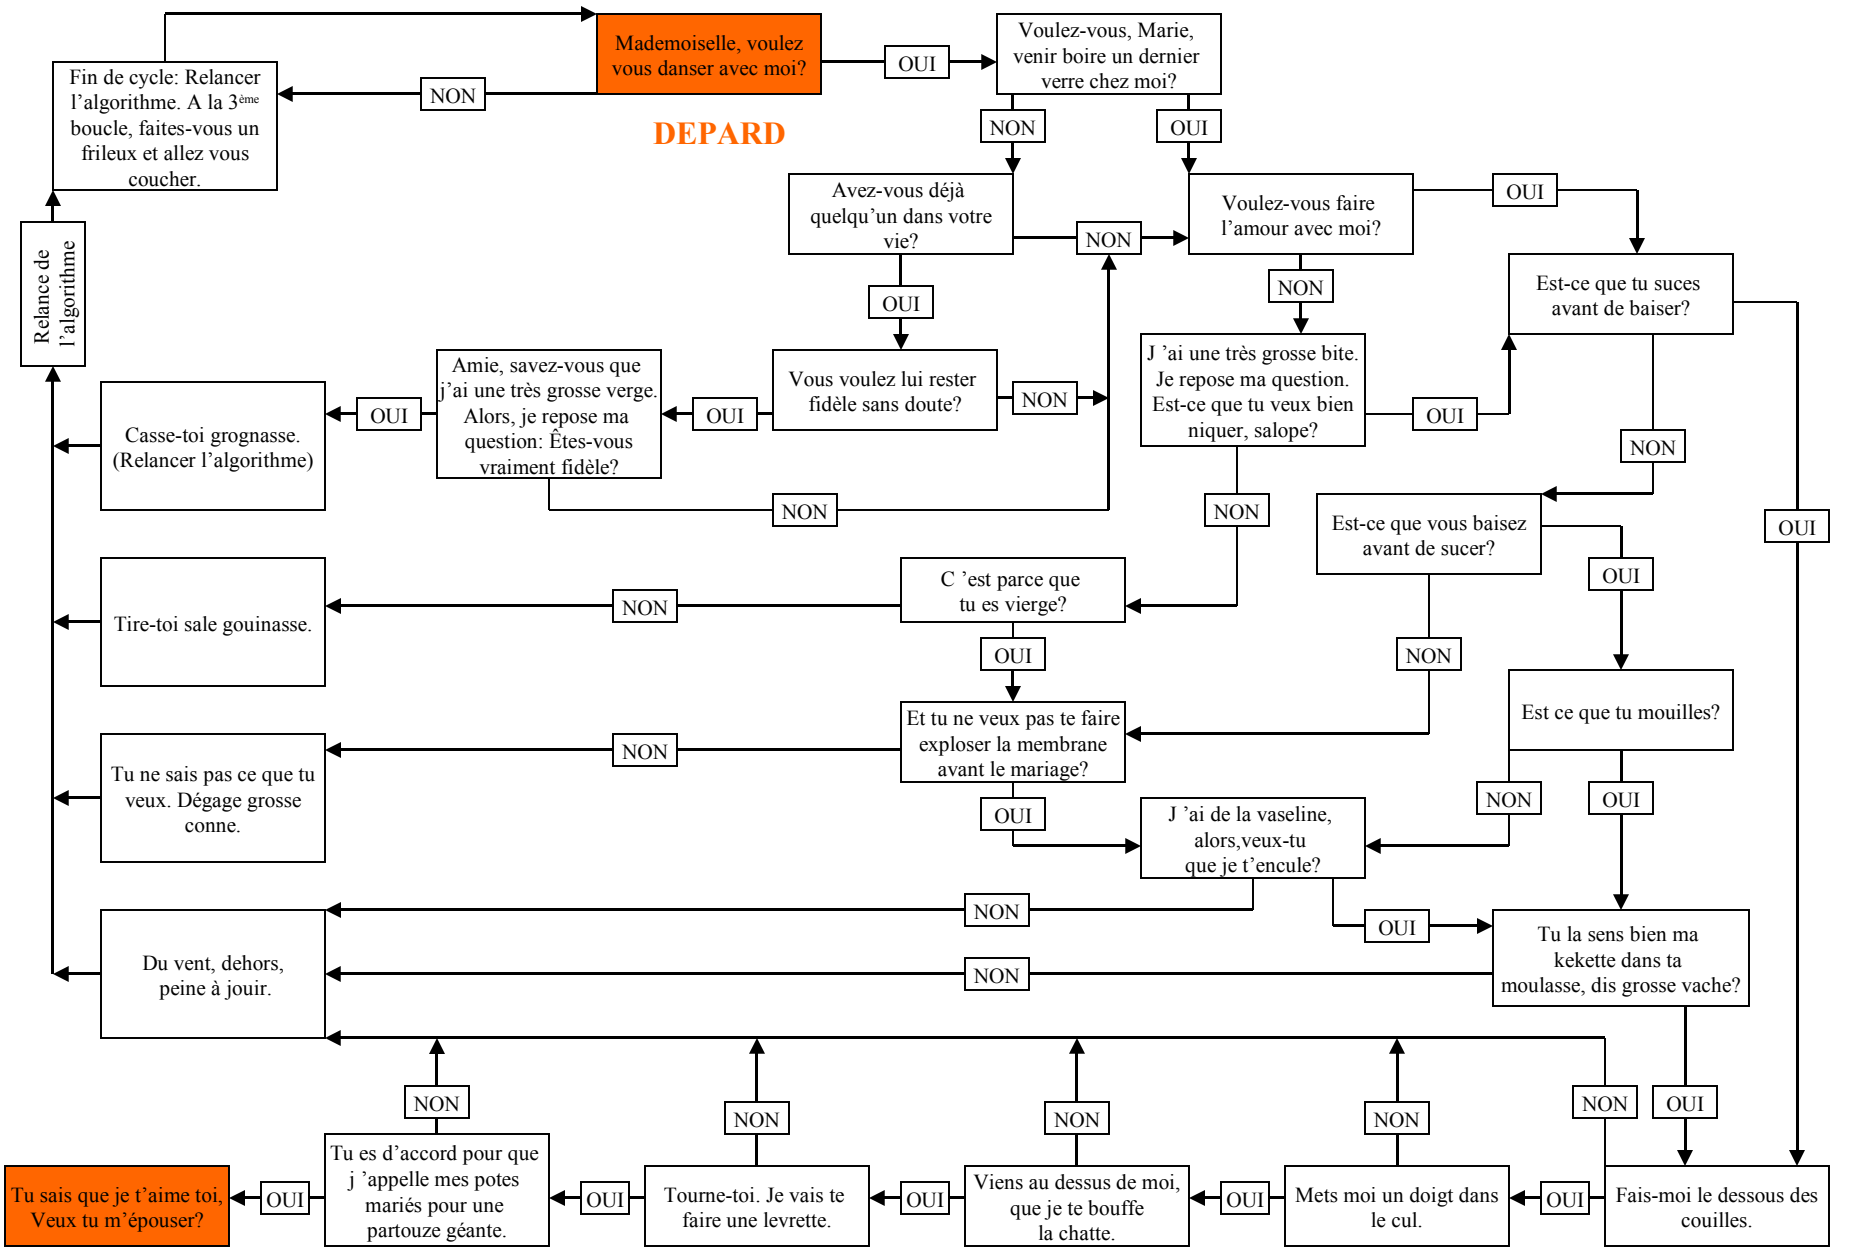 Mademoiselle, voulez
vous danser avec moi?
OUI
Voulez-vous, Marie,
venir boire un dernier
verre chez moi?
Fin de cycle: Relancer
l’algorithme. A la 3ème
boucle, faites-vous un
frileux et allez vous
coucher.
NON
DEPARD
NON
OUI
Avez-vous déjà
quelqu’un dans votre
vie?
NON
Voulez-vous faire
l’amour avec moi?
OUI
Relance de
l’algorithme
OUI
NON
Est-ce que tu suces
avant de baiser?
Casse-toi grognasse.
(Relancer l’algorithme)
OUI
Amie, savez-vous que
j’ai une très grosse verge.
Alors, je repose ma
question: Êtes-vous
vraiment fidèle?
OUI
Vous voulez lui rester
fidèle sans doute?
NON
J ’ai une très grosse bite.
Je repose ma question.
Est-ce que tu veux bien
niquer, salope?
OUI
NON
NON
NON
Est-ce que vous baisez
avant de sucer?
OUI
Tire-toi sale gouinasse.
NON
C ’est parce que
tu es vierge?
OUI
OUI
NON
Tu ne sais pas ce que tu
veux. Dégage grosse
conne.
NON
Et tu ne veux pas te faire
exploser la membrane
avant le mariage?
Est ce que tu mouilles?
OUI
J ’ai de la vaseline,
alors,veux-tu
que je t’encule?
NON
OUI
NON
OUI
Du vent, dehors,
peine à jouir.
NON
Tu la sens bien ma
kekette dans ta
moulasse, dis grosse vache?
NON
NON
NON
NON
NON
OUI
Tu sais que je t’aime toi,
Veux tu m’épouser?
OUI
Tu es d’accord pour que
j ’appelle mes potes
mariés pour une
partouze géante.
OUI
Tourne-toi. Je vais te
faire une levrette.
OUI
Viens au dessus de moi,
que je te bouffe
la chatte.
OUI
Mets moi un doigt dans
le cul.
OUI
Fais-moi le dessous des
couilles.